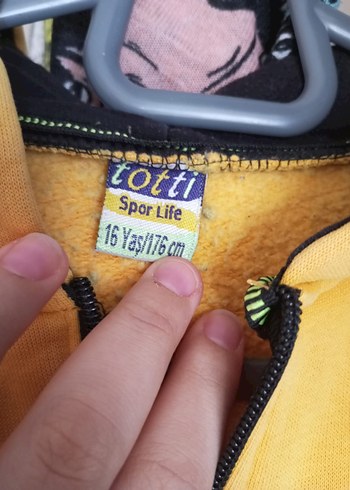 totti
Spor Life
16 Yaş/176 cm